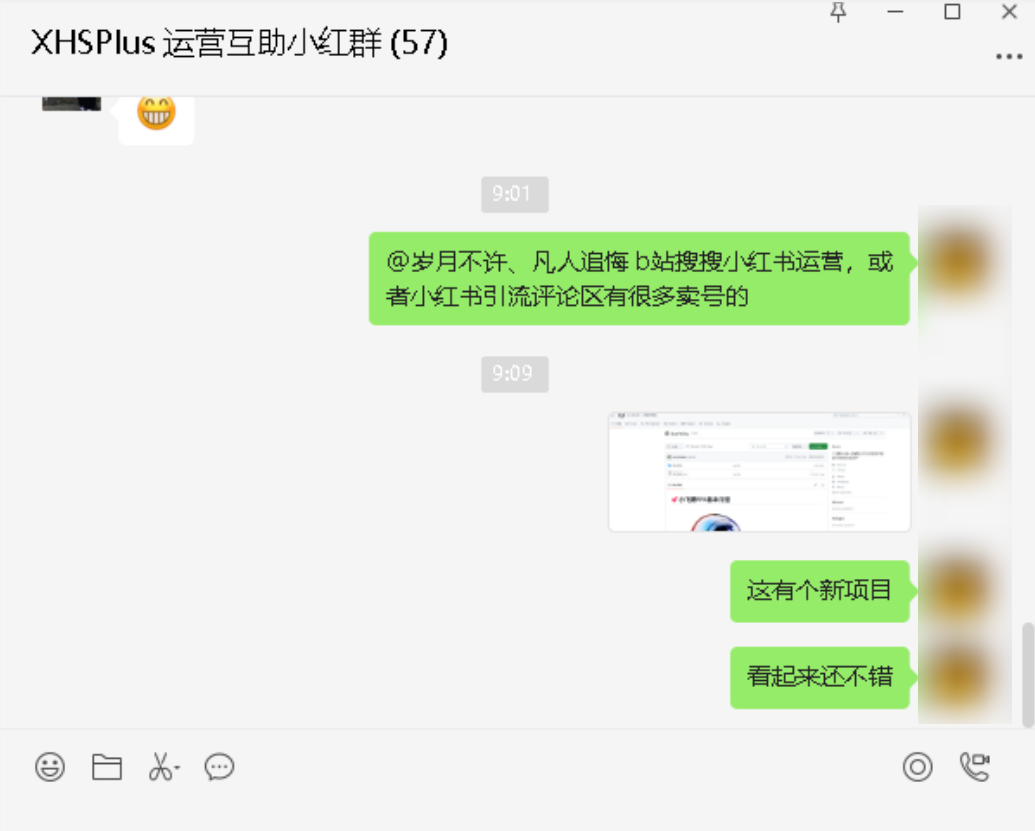 XHSPlus 运营互助小红群 (57)
9:01
@岁月不许、凡人追悔 b站搜搜小红书运营，或
者小红书引流评论区有很多卖号的
9:09
这有个新项目
看起来还不错